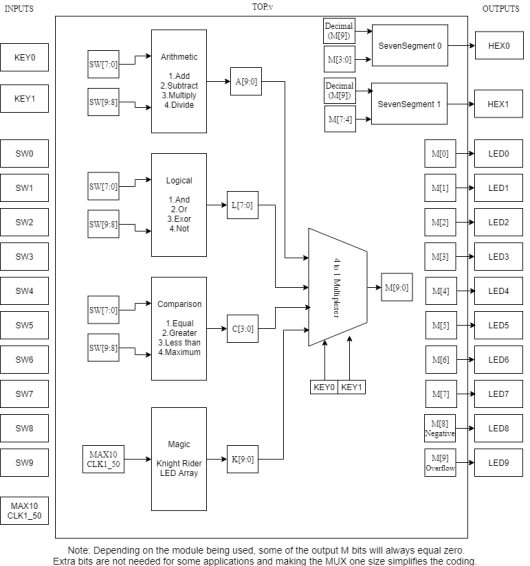 INPUTS
TOP.v
OUTPUTS
KEY0
KEY1
SW0
SW1
SW2
SW3
SW4
SW5
SW6
SW7
SW8
SW9
MAX10
CLK1_50
SW[7:0]
SW[9:8]
Arithmetic
1.Add
2.Subtract
3.Multiply
4.Divide
A[9:0]
SW[7:0]
SW[9:8]
Logical
1.And
2.Or
3.Exor
4.Not
L[7:0]
SW[7:0]
SW[9:8]
Comparison
1.Equal
2.Greater
3.Less than
4.Maximum
C[3:0]
MAX10
CLK1_50
Magic
Knight Rider
LED Array
K[9:0]
4 to 1 Multiplexer
KEY0
KEY1
M[9:0]
Decimal
(M[9])
M[3:0]
SevenSegment 0
HEX0
Decimal
(M[9])
M[7:4]
SevenSegment 1
HEX1
M[0]
LED0
M[1]
LED1
M[2]
LED2
M[3]
LED3
M[4]
LED4
M[5]
LED5
M[6]
LED6
M[7]
LED7
M[8]
Negative
LED8
M[9]
Overflow
LED9
Note: Depending on the module being used, some of the output M bits will always equal zero.
Extra bits are not needed for some applications and making the MUX one size simplifies the coding.